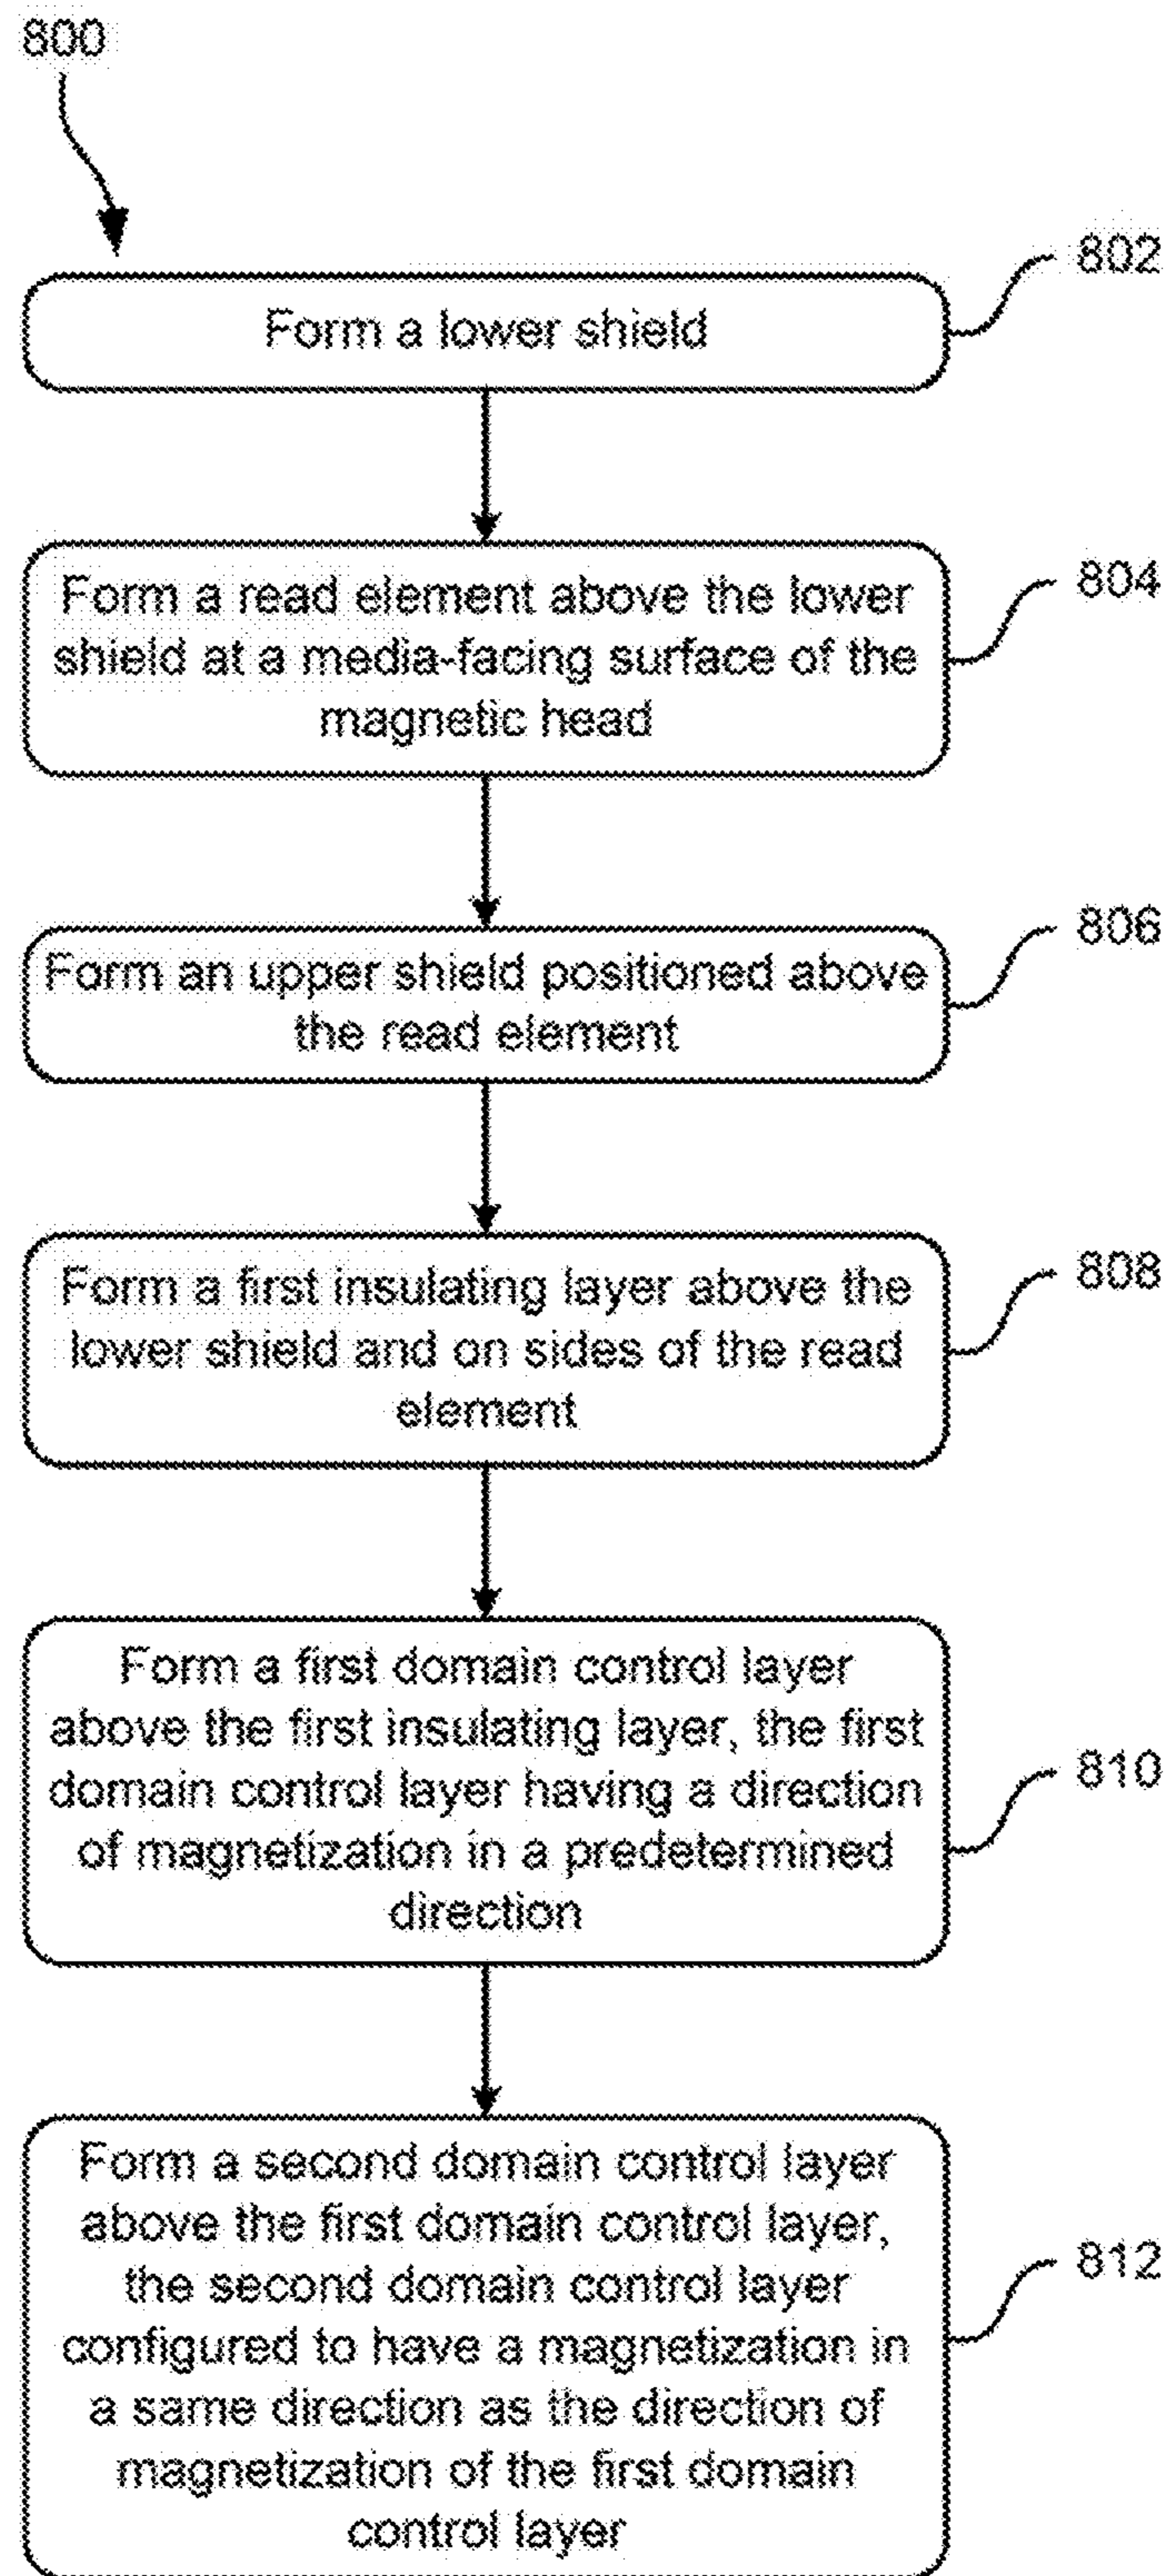 800
802
Form a lower shield
804
Form a read element above the lower
shield at a media-facing surface of the
magnetic head
806
Form an upper shield positioned above
the read element
808
Form a first insulating layer above the
lower shield and on sides of the read
element
Form a first domain control layer
above the first insulating layer, the first
domain control layer having a direction
of magnetization in a predetermined
direction
810
Form a second domain control layer
above the first domain control layer,
the second domain control layer
configured to have a magnetization in
a same direction as the direction of
magnetization of the first domain
control layer
812